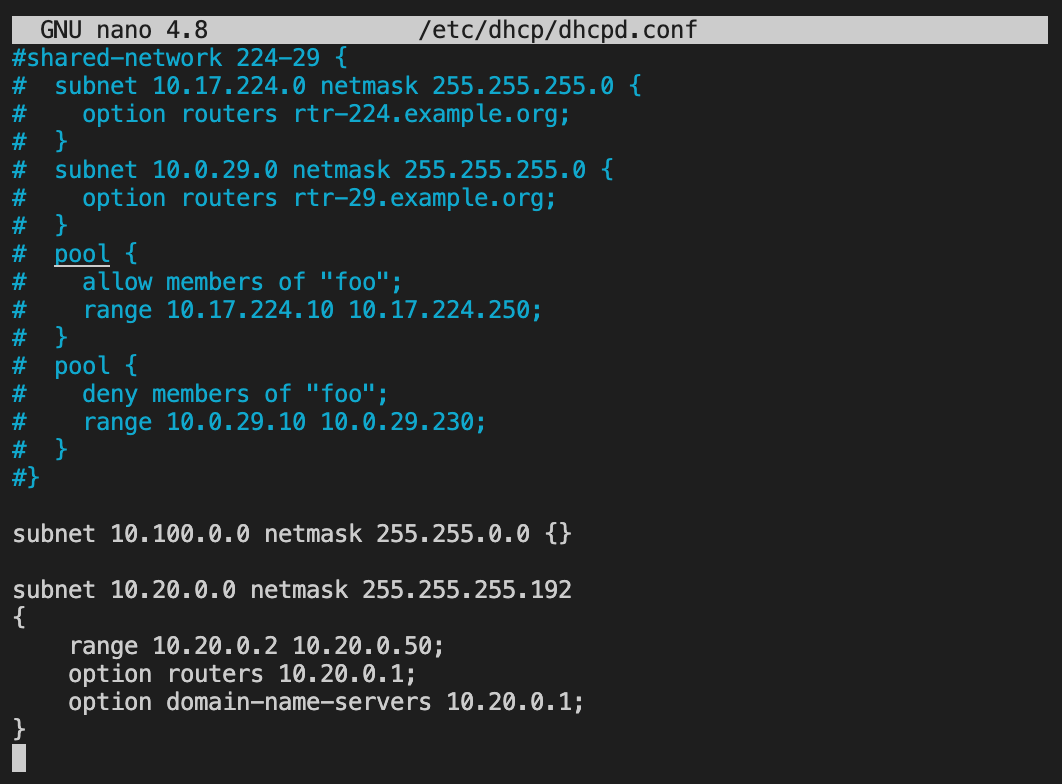 GNU nano 4.8 /etc/dhcp/dhcpd.conf
#shared-network 224-29 {
#  subnet 10.17.224.0 netmask 255.255.255.0 {
#    option routers rtr-224.example.org;
#  }
#  subnet 10.0.29.0 netmask 255.255.255.0 {
#    option routers rtr-29.example.org;
#  }
#  pool {
#    allow members of "foo";
#    range 10.17.224.10 10.17.224.250;
#  }
#  pool {
#    deny members of "foo";
#    range 10.0.29.10 10.0.29.230;
#  }
#}

subnet 10.100.0.0 netmask 255.255.0.0 {}

subnet 10.20.0.0 netmask 255.255.255.192
{
    range 10.20.0.2 10.20.0.50;
    option routers 10.20.0.1;
    option domain-name-servers 10.20.0.1;
}